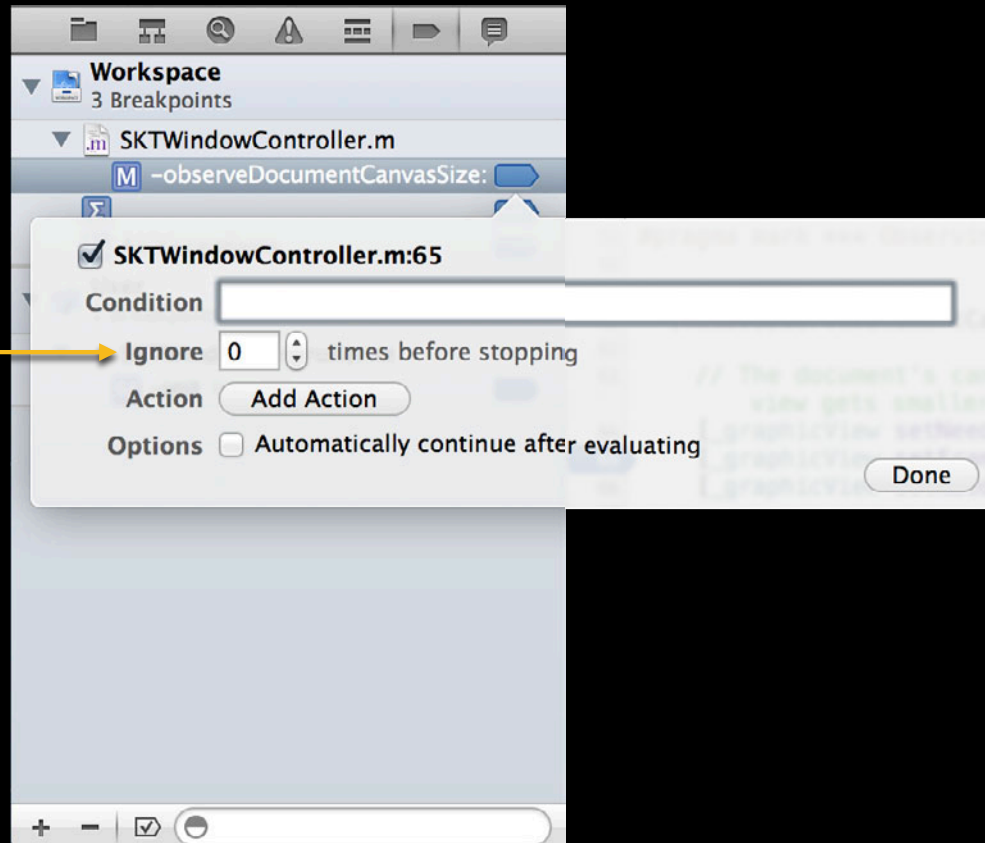 Workspace
3 Breakpoints
.m SKTWindowController.m
M -observeDocumentCanvasSize:
Σ
SKTWindowController.m:65
Condition
Ignore 0 times before stopping
Action Add Action
Options Automatically continue after evaluating
Done